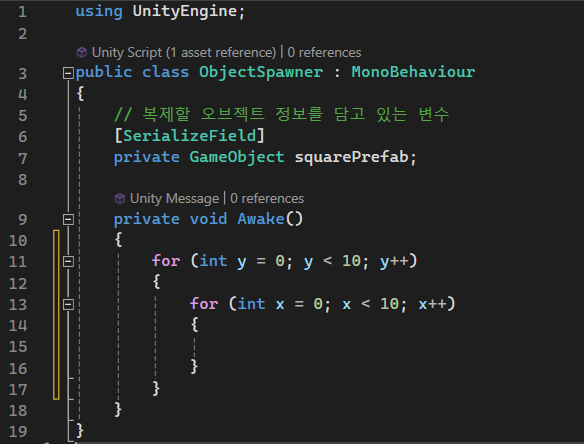 1 using UnityEngine;
2
Unity Script (1 asset reference) | 0 references
3 public class ObjectSpawner : MonoBehaviour
4 {
5 // 복제할 오브젝트 정보를 담고 있는 변수
6 [SerializeField]
7 private GameObject squarePrefab;
8
Unity Message | 0 references
9 private void Awake()
10 {
11 for (int y = 0; y < 10; y++)
12 {
13 for (int x = 0; x < 10; x++)
14 {
15
16 }
17 }
18 }
19 }